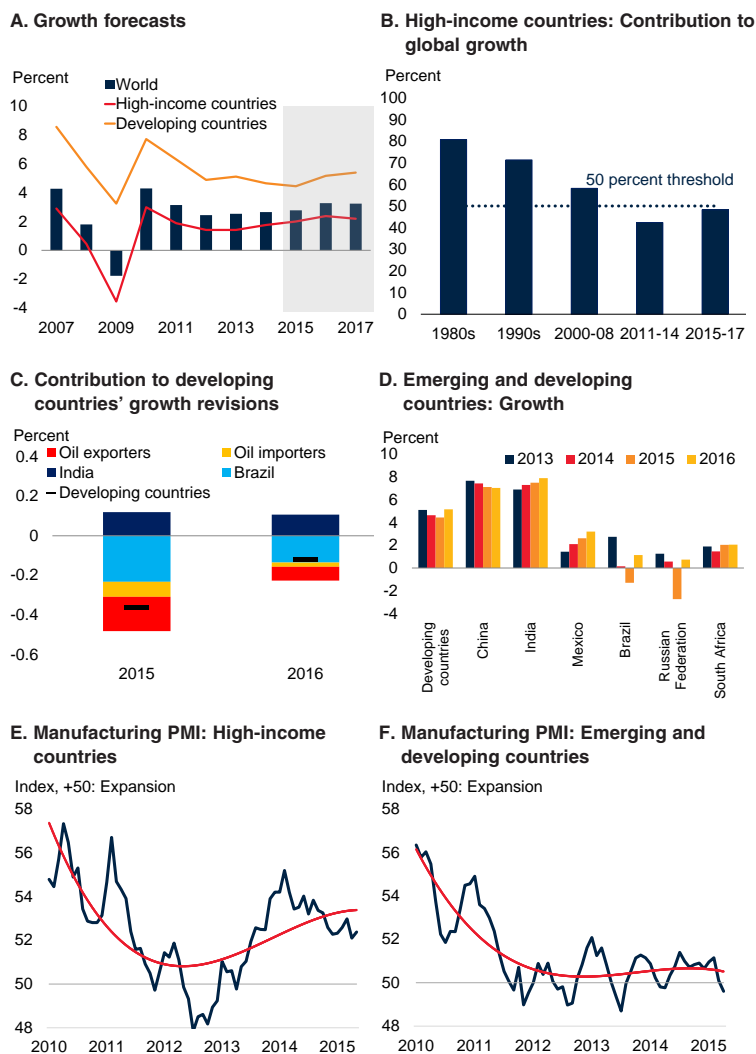 A. Growth forecasts
Percent
World
High-income countries
Developing countries
10
8
6
4
2
0
-2
-4
2007 2009 2011 2013 2015 2017
B. High-income countries: Contribution to
global growth
Percent
100
90
80
70
60
50
40
30
20
10
0
50 percent threshold
1980s 1990s 2000-08 2011-14 2015-17
C. Contribution to developing
countries' growth revisions
Percent
Oil exporters Oil importers
India Brazil
Developing countries
0.4
0.2
0
-0.2
-0.4
-0.6
2015 2016
D. Emerging and developing
countries: Growth
Percent
2013 2014 2015 2016
10
8
6
4
2
0
-2
-4
Developing
countries
China
India
Mexico
Brazil
Russian
Federation
South Africa
E. Manufacturing PMI: High-income
countries
Index, +50: Expansion
58
56
54
52
50
48
2010 2011 2012 2013 2014 2015
F. Manufacturing PMI: Emerging and
developing countries
Index, +50: Expansion
58
56
54
52
50
48
2010 2011 2012 2013 2014 2015